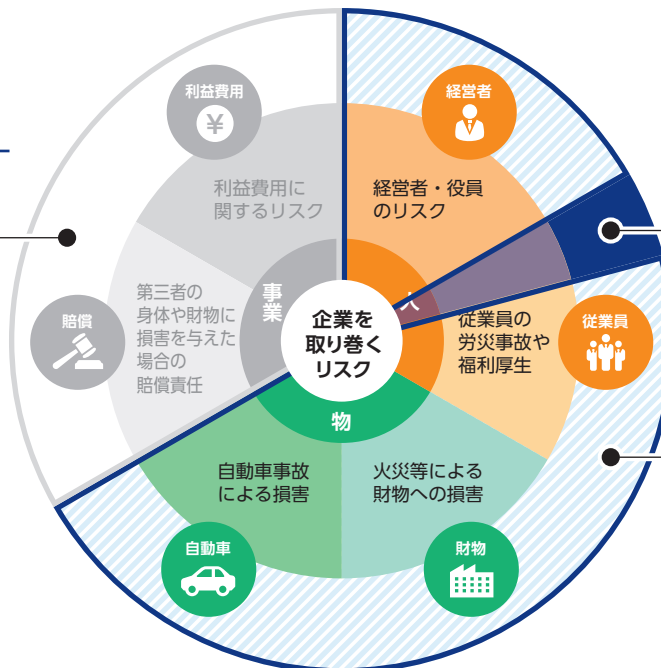 利益費用
¥
利益費用に
関するリスク
経営者
経営者・役員
のリスク
賠償
第三者の
身体や財物に
損害を与えた
場合の
賠償責任
事業
企業を
取り巻く
リスク
人
従業員の
労災事故や
福利厚生
従業員
物
自動車事故
による損害
火災等による
財物への損害
自動車
財物